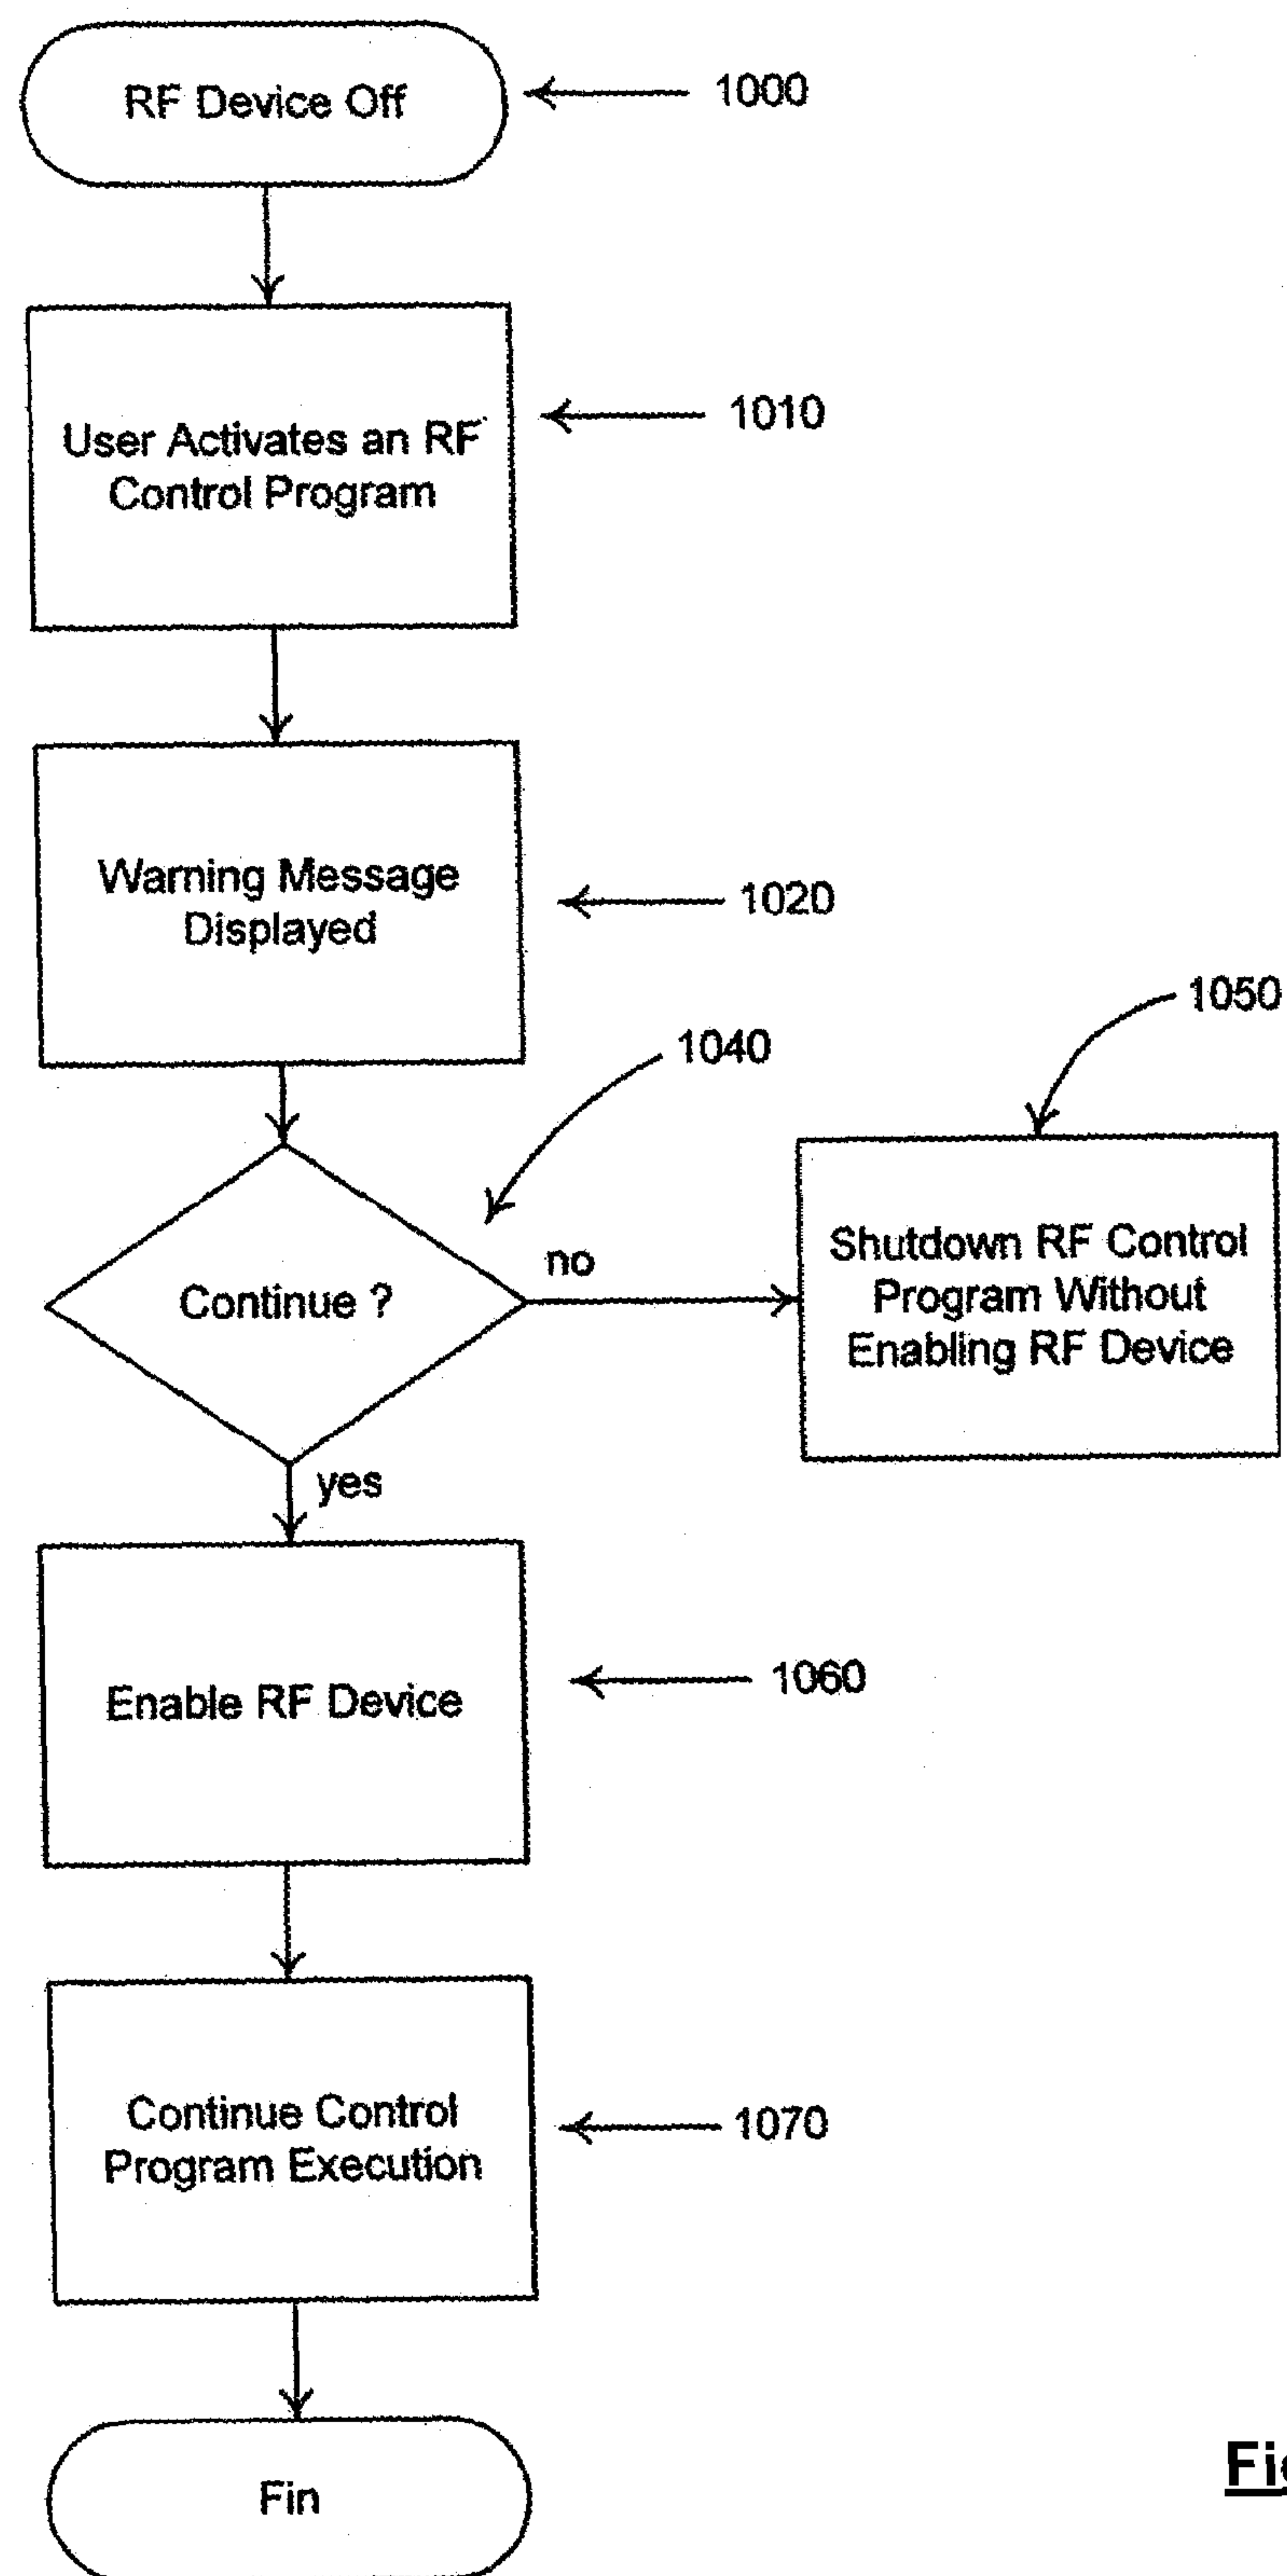 RF Device Off
1000
User Activates an RF
Control Program
1010
Warning Message
Displayed
1020
1040
1050
Continue ?
no
Shutdown RF Control
Program Without
Enabling RF Device
yes
Enable RF Device
1060
Continue Control
Program Execution
1070
Fin